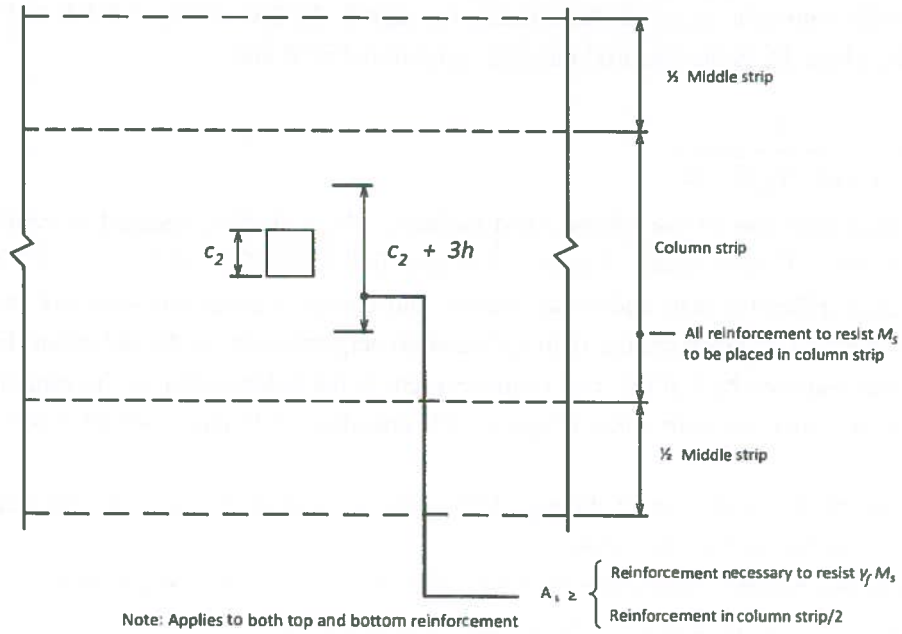 ½ Middle strip
c₂
c₂ + 3h
Column strip
All reinforcement to resist Mₛ
to be placed in column strip
½ Middle strip
Aₛ ≥
Reinforcement necessary to resist γ_f Mₛ
Reinforcement in column strip/2
Note: Applies to both top and bottom reinforcement